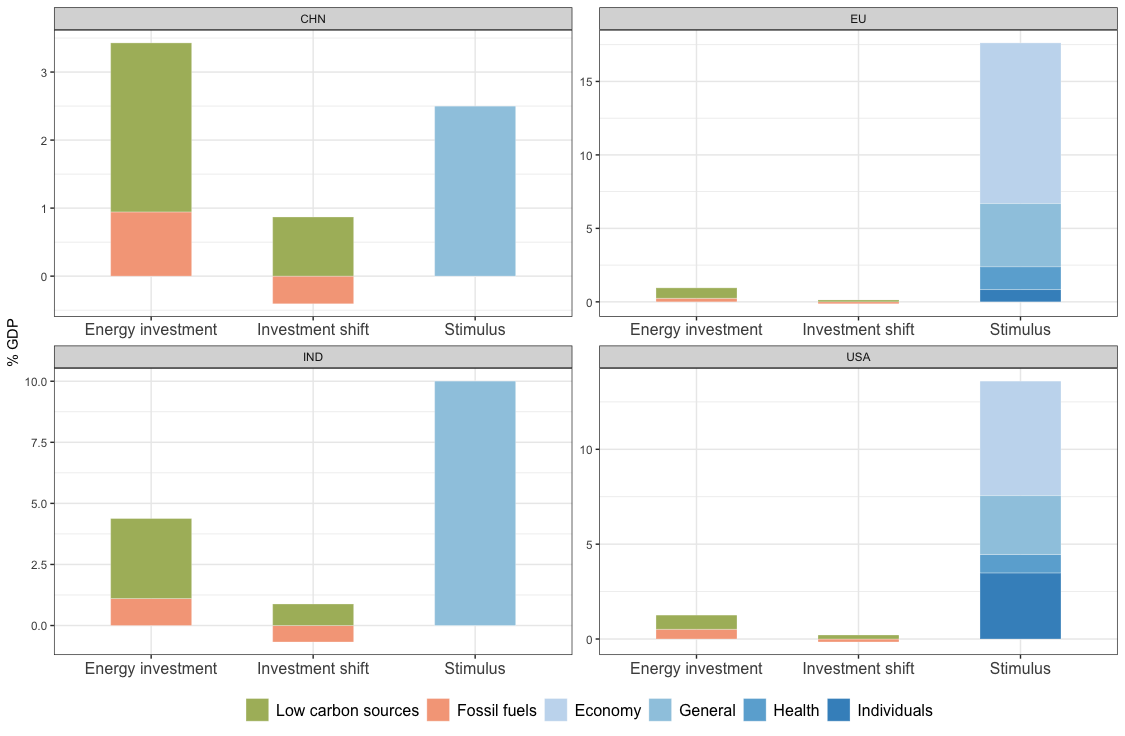 CHN
EU
3
2
1
0
15
10
5
0
Energy investment Investment shift Stimulus
Energy investment Investment shift Stimulus
% GDP
IND
USA
10.0
7.5
5.0
2.5
0.0
10
5
0
Energy investment Investment shift Stimulus
Energy investment Investment shift Stimulus
Low carbon sources Fossil fuels Economy General Health Individuals